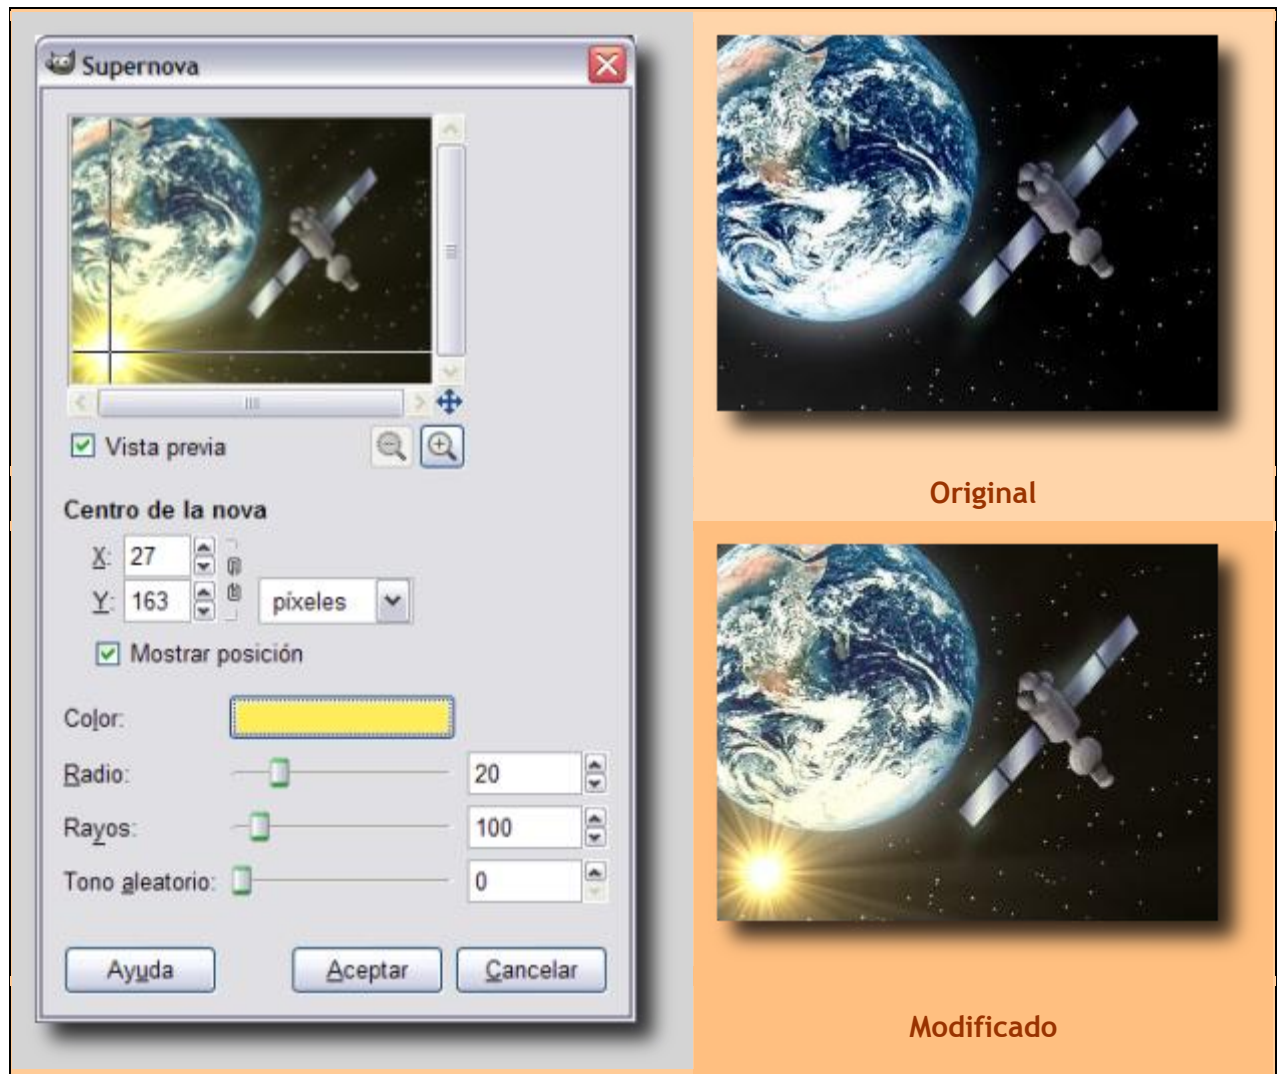 Supernova
Vista previa
Centro de la nova
X: 27
Y: 163 píxeles
Mostrar posición
Color:
Radio: 20
Rayos: 100
Tono aleatorio: 0
Ayuda Aceptar Cancelar
Original
Modificado